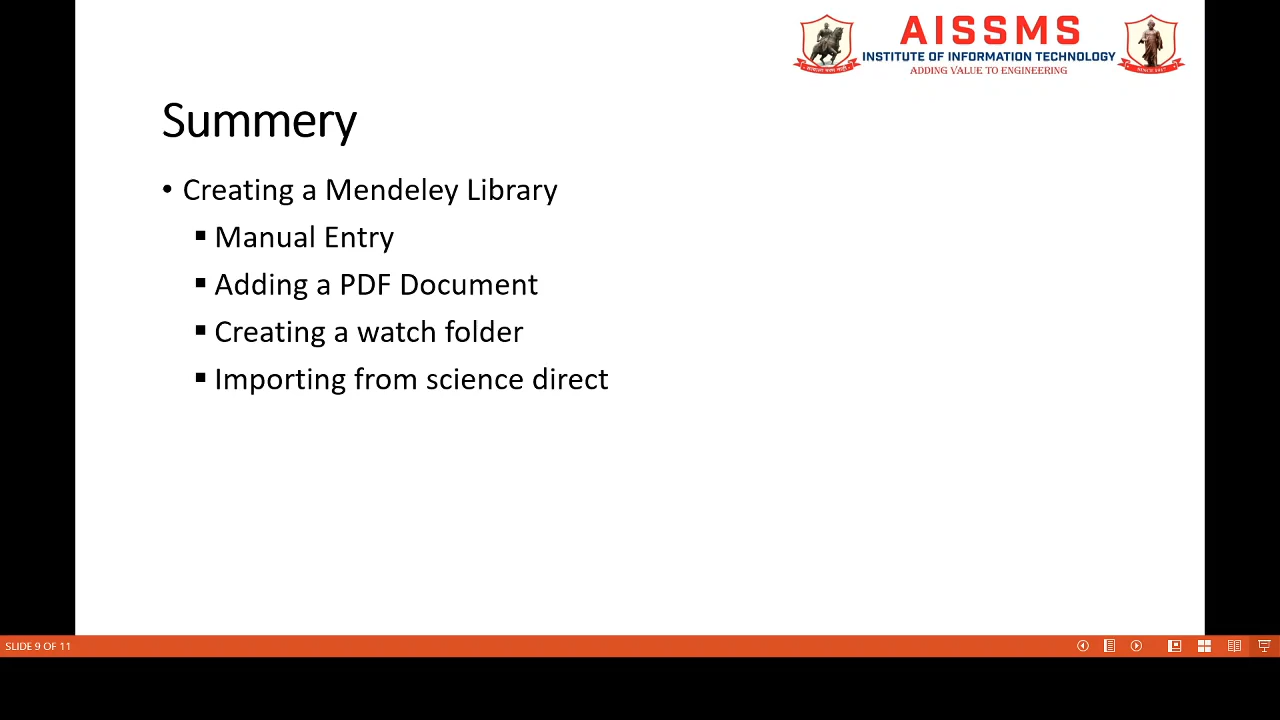 AISSMS
INSTITUTE OF INFORMATION TECHNOLOGY
ADDING VALUE TO ENGINEERING
Summery
• Creating a Mendeley Library
▪ Manual Entry
▪ Adding a PDF Document
▪ Creating a watch folder
▪ Importing from science direct
SLIDE 9 OF 11